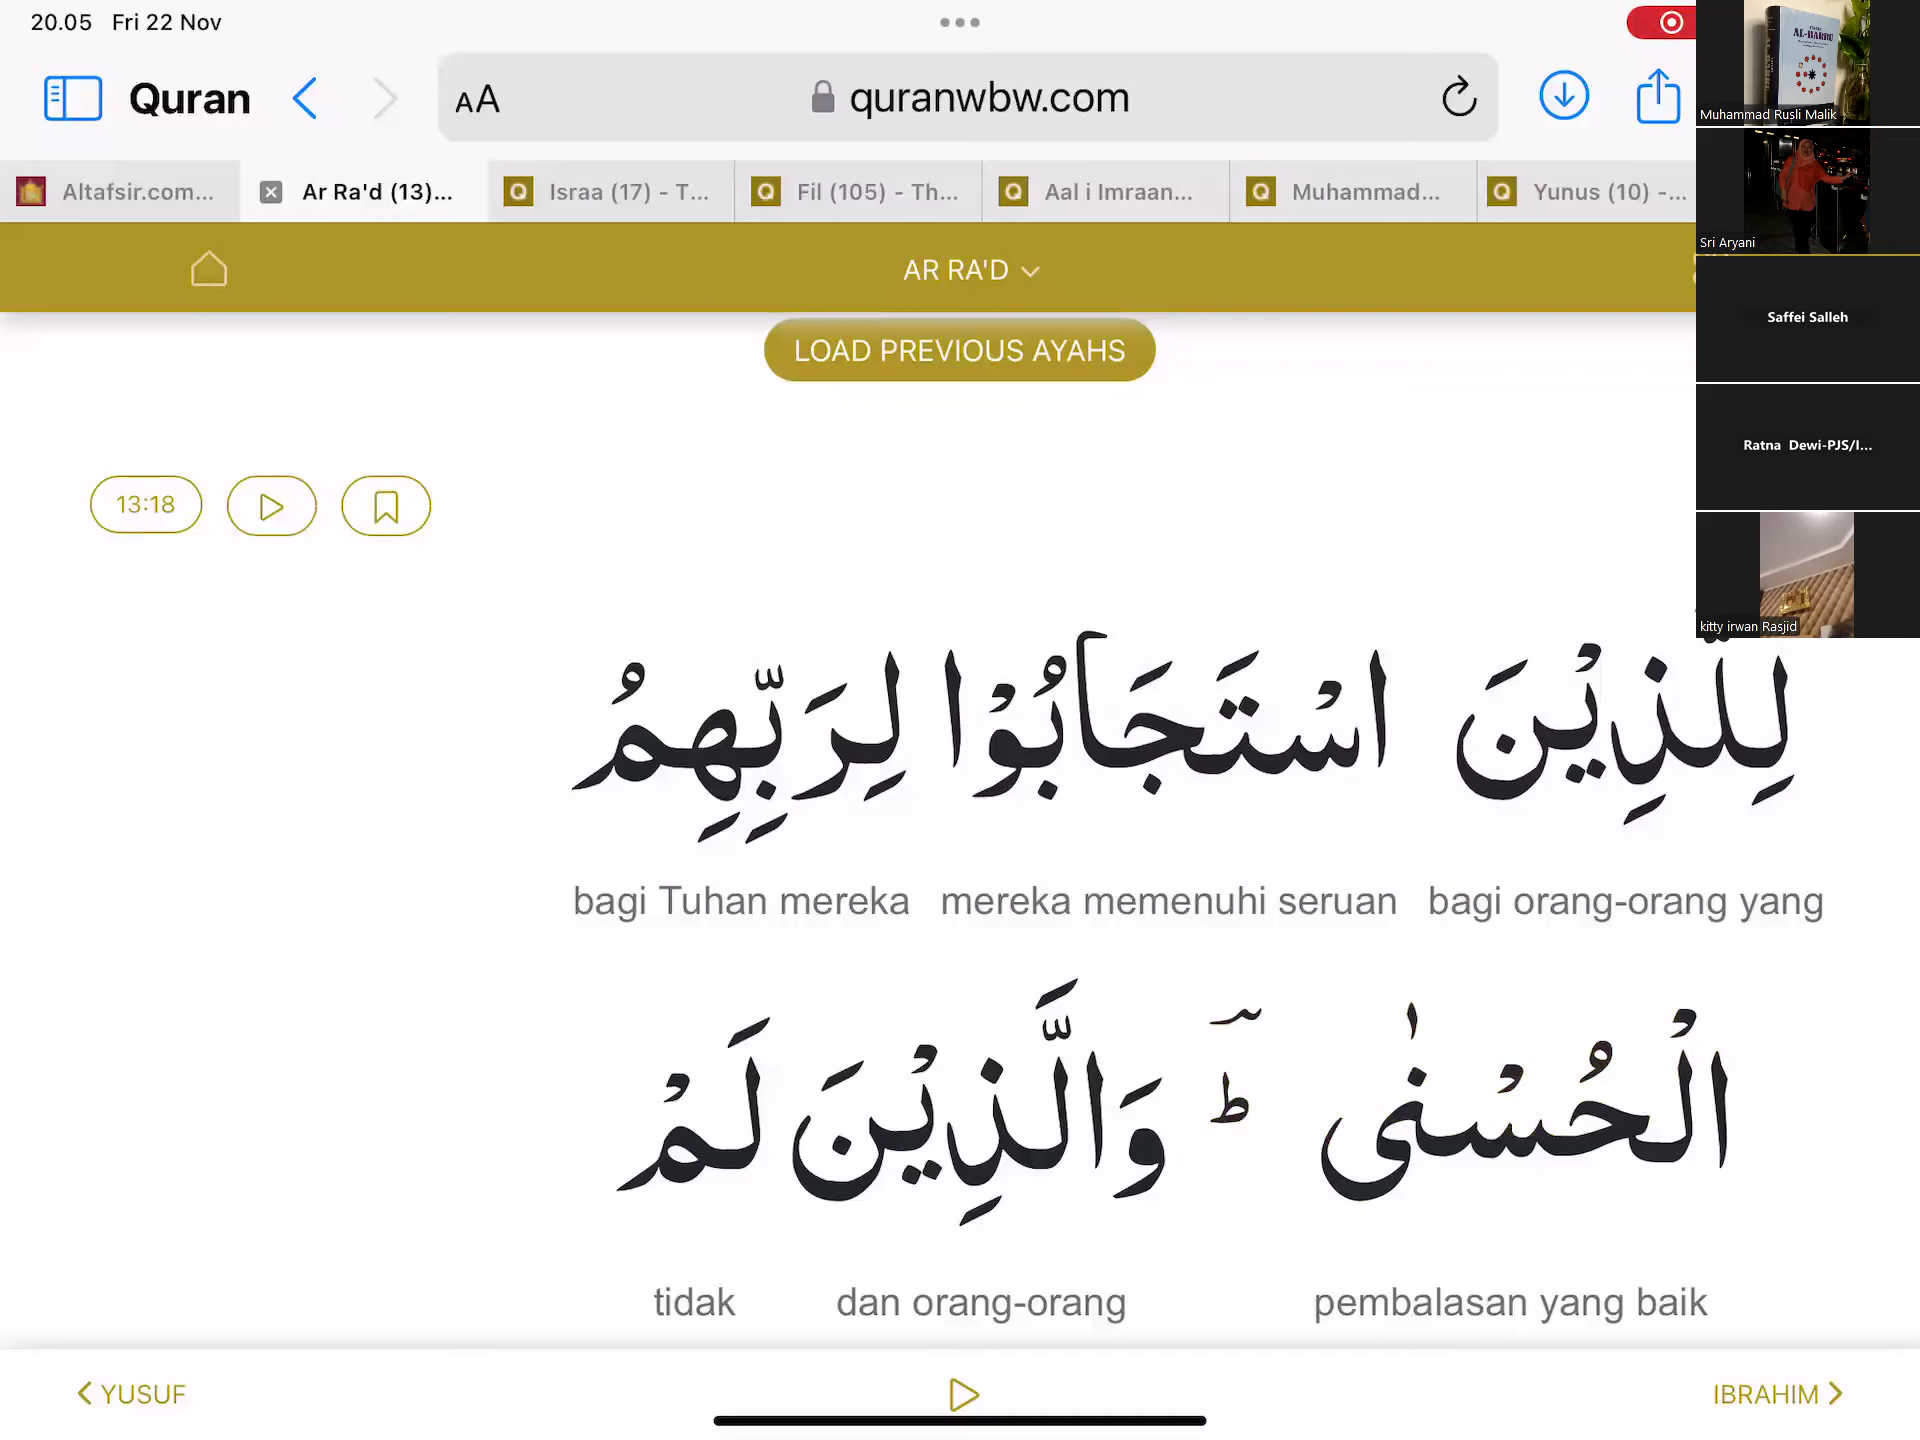 20.05 Fri 22 Nov
Quran
AA
quranwbw.com
Altafsir.com...
Ar Ra'd (13)...
Israa (17) - T...
Fil (105) - Th...
Aal i Imraan...
Muhammad...
Yunus (10) -...
AR RA'D
LOAD PREVIOUS AYAHS
13:18
لِلَّذِيْنَ اسْتَجَابُوْا لِرَبِّهِمُ
bagi Tuhan mereka mereka memenuhi seruan bagi orang-orang yang
الْحُسْنٰى ؔؕ وَالَّذِيْنَ لَمْ
tidak dan orang-orang pembalasan yang baik
YUSUF
IBRAHIM
AL-BARRU
Muhammad Rusli Malik
Sri Aryani
Saffei Salleh
Ratna Dewi-PJS/I...
kitty irwan Rasjid